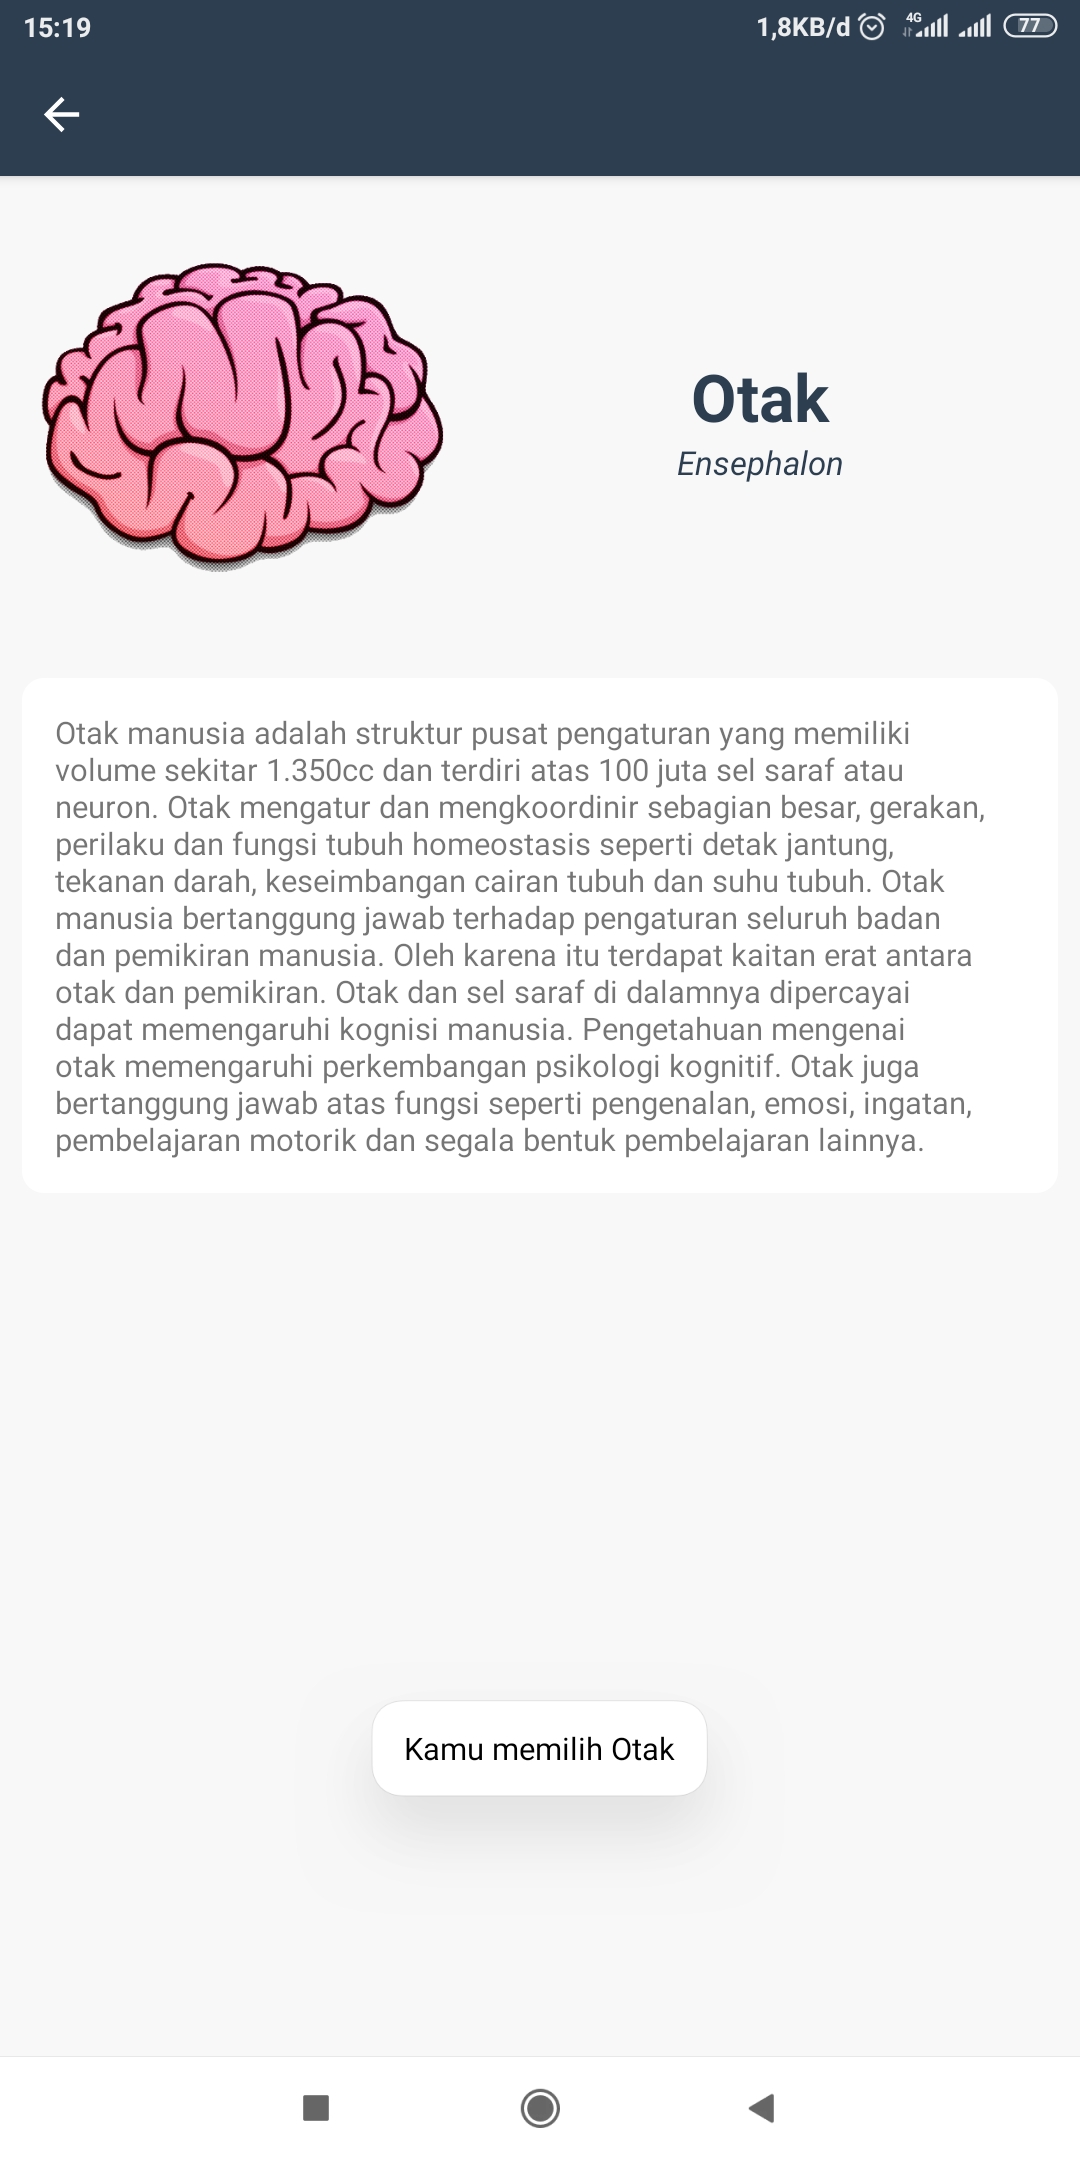 15:19
1,8KB/d 4G 77
Otak
Ensephalon
Otak manusia adalah struktur pusat pengaturan yang memiliki
volume sekitar 1.350cc dan terdiri atas 100 juta sel saraf atau
neuron. Otak mengatur dan mengkoordinir sebagian besar, gerakan,
perilaku dan fungsi tubuh homeostasis seperti detak jantung,
tekanan darah, keseimbangan cairan tubuh dan suhu tubuh. Otak
manusia bertanggung jawab terhadap pengaturan seluruh badan
dan pemikiran manusia. Oleh karena itu terdapat kaitan erat antara
otak dan pemikiran. Otak dan sel saraf di dalamnya dipercayai
dapat memengaruhi kognisi manusia. Pengetahuan mengenai
otak memengaruhi perkembangan psikologi kognitif. Otak juga
bertanggung jawab atas fungsi seperti pengenalan, emosi, ingatan,
pembelajaran motorik dan segala bentuk pembelajaran lainnya.
Kamu memilih Otak